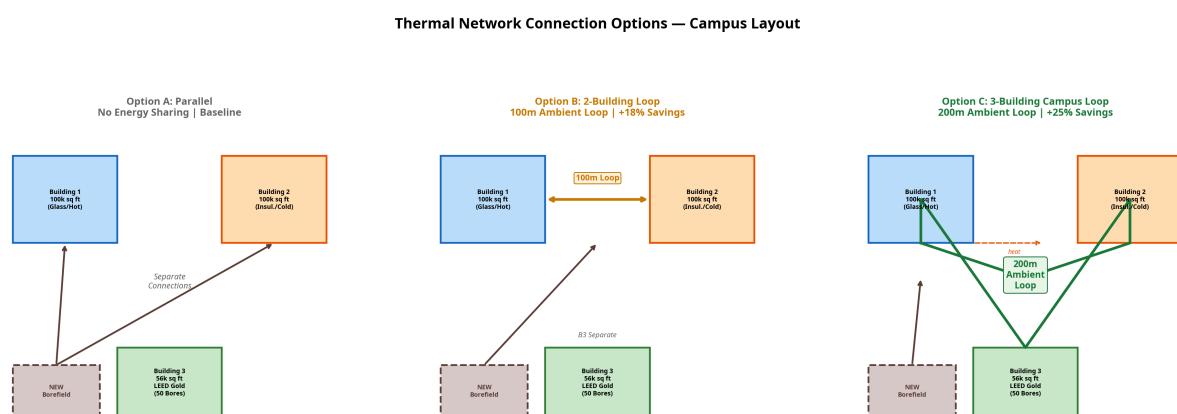 Thermal Network Connection Options — Campus Layout
Option A: Parallel
No Energy Sharing | Baseline
Building 1
100k sq ft
(Glass/Hot)
Building 2
100k sq ft
(Insul./Cold)
Separate
Connections
NEW
Borefield
Building 3
56k sq ft
LEED Gold
(50 Bores)
Option B: 2-Building Loop
100m Ambient Loop | +18% Savings
Building 1
100k sq ft
(Glass/Hot)
100m Loop
Building 2
100k sq ft
(Insul./Cold)
B3 Separate
NEW
Borefield
Building 3
56k sq ft
LEED Gold
(50 Bores)
Option C: 3-Building Campus Loop
200m Ambient Loop | +25% Savings
Building 1
100k sq ft
(Glass/Hot)
Building 2
100k sq ft
(Insul./Cold)
heat
200m
Ambient
Loop
NEW
Borefield
Building 3
56k sq ft
LEED Gold
(50 Bores)